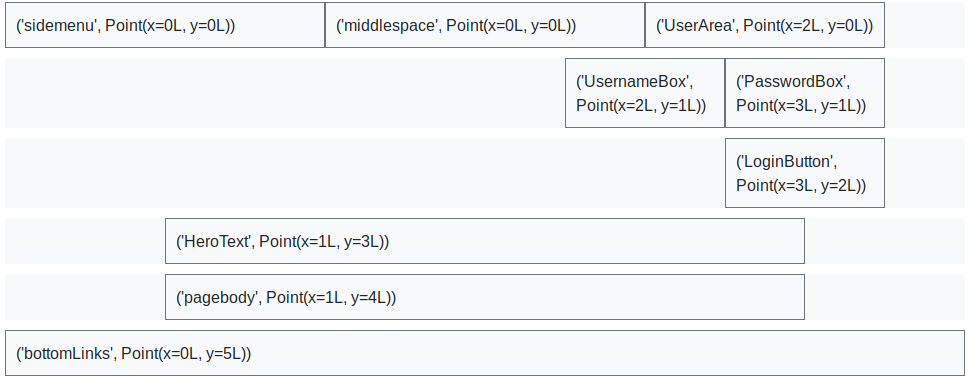 ('sidemenu', Point(x=0L, y=0L)) ('middlespace', Point(x=0L, y=0L)) ('UserArea', Point(x=2L, y=0L))
('UsernameBox',
Point(x=2L, y=1L))
('PasswordBox',
Point(x=3L, y=1L))
('LoginButton',
Point(x=3L, y=2L))
('HeroText', Point(x=1L, y=3L))
('pagebody', Point(x=1L, y=4L))
('bottomLinks', Point(x=0L, y=5L))